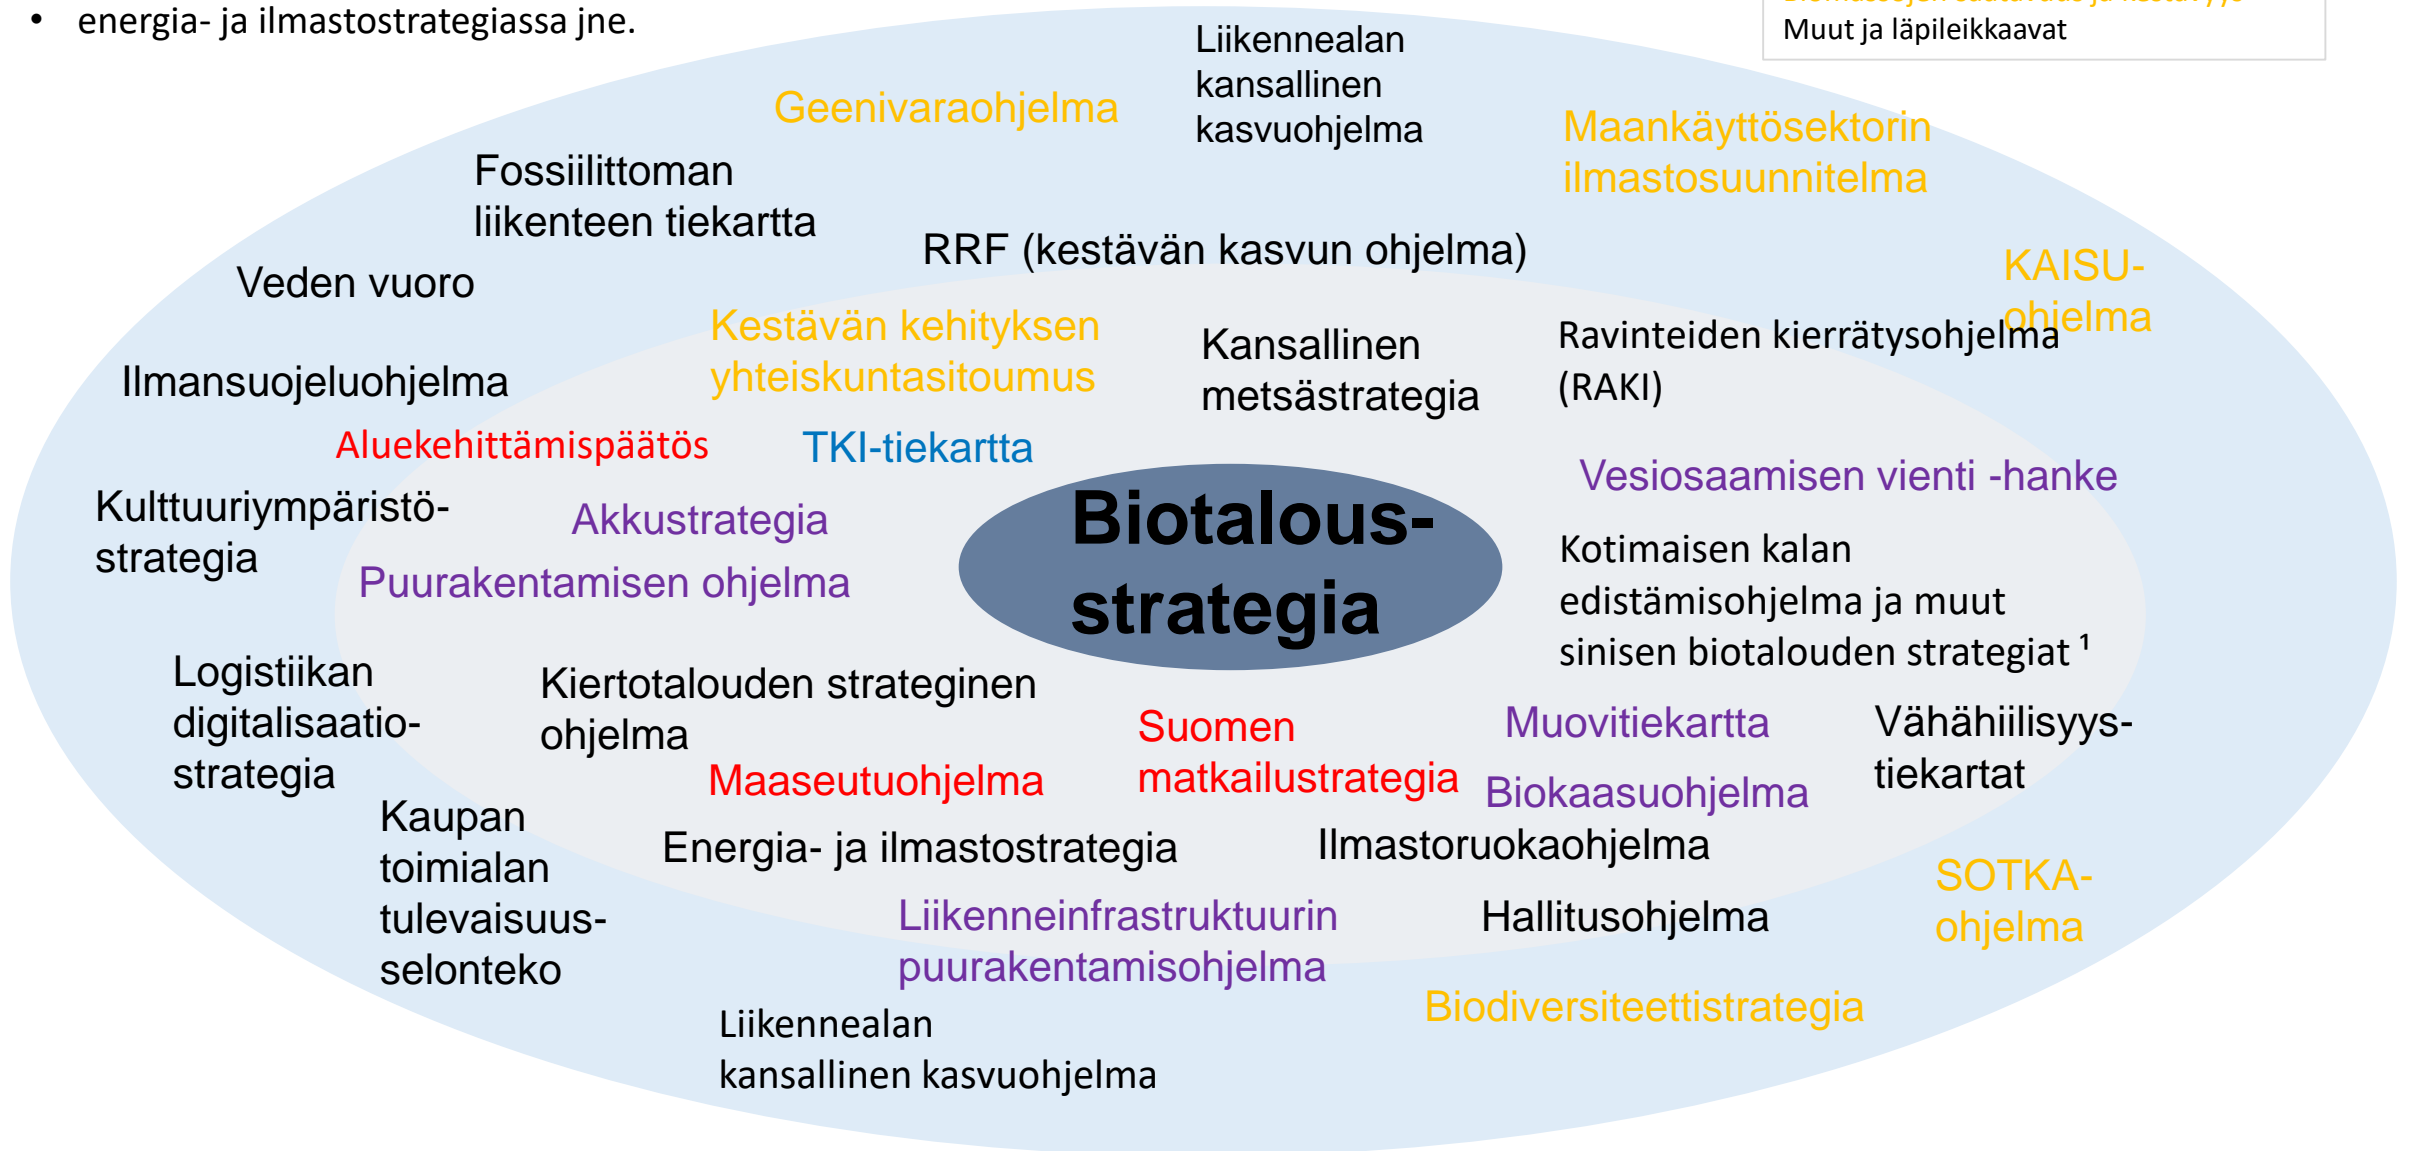 • energia- ja ilmastostrategiassa jne.
Muut ja läpileikkaavat
Liikennealan
kansallinen
kasvuohjelma
Geenivaraohjelma
Maankäyttösektorin
ilmastosuunnitelma
Fossiilittoman
liikenteen tiekartta
RRF (kestävän kasvun ohjelma)
KAISU-
ohjelma
Veden vuoro
Kestävän kehityksen
yhteiskuntasitoumus
Kansallinen
metsästrategia
Ravinteiden kierrätysohjelma
(RAKI)
Ilmansuojeluohjelma
Aluekehittämispäätös
TKI-tiekartta
Vesiosaamisen vienti -hanke
Kulttuuriympäristö-
strategia
Akkustrategia
Puurakentamisen ohjelma
Biotalous-
strategia
Kotimaisen kalan
edistämisohjelma ja muut
sinisen biotalouden strategiat ¹
Logistiikan
digitalisaatio-
strategia
Kiertotalouden strateginen
ohjelma
Maaseutuohjelma
Suomen
matkailustrategia
Muovitiekartta
Biokaasuohjelma
Vähähiilisyys-
tiekartat
Kaupan
toimialan
tulevaisuus-
selonteko
Energia- ja ilmastostrategia
Ilmastoruokaohjelma
SOTKA-
ohjelma
Liikenneinfrastruktuurin
puurakentamisohjelma
Hallitusohjelma
Biodiversiteettistrategia
Liikennealan
kansallinen kasvuohjelma